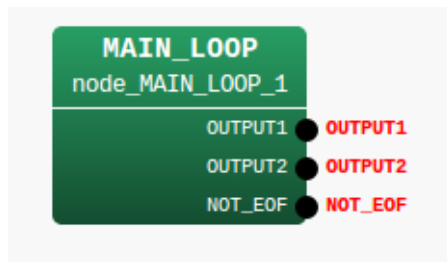 MAIN_LOOP
node_MAIN_LOOP_1
OUTPUT1 OUTPUT1
OUTPUT2 OUTPUT2
NOT_EOF NOT_EOF